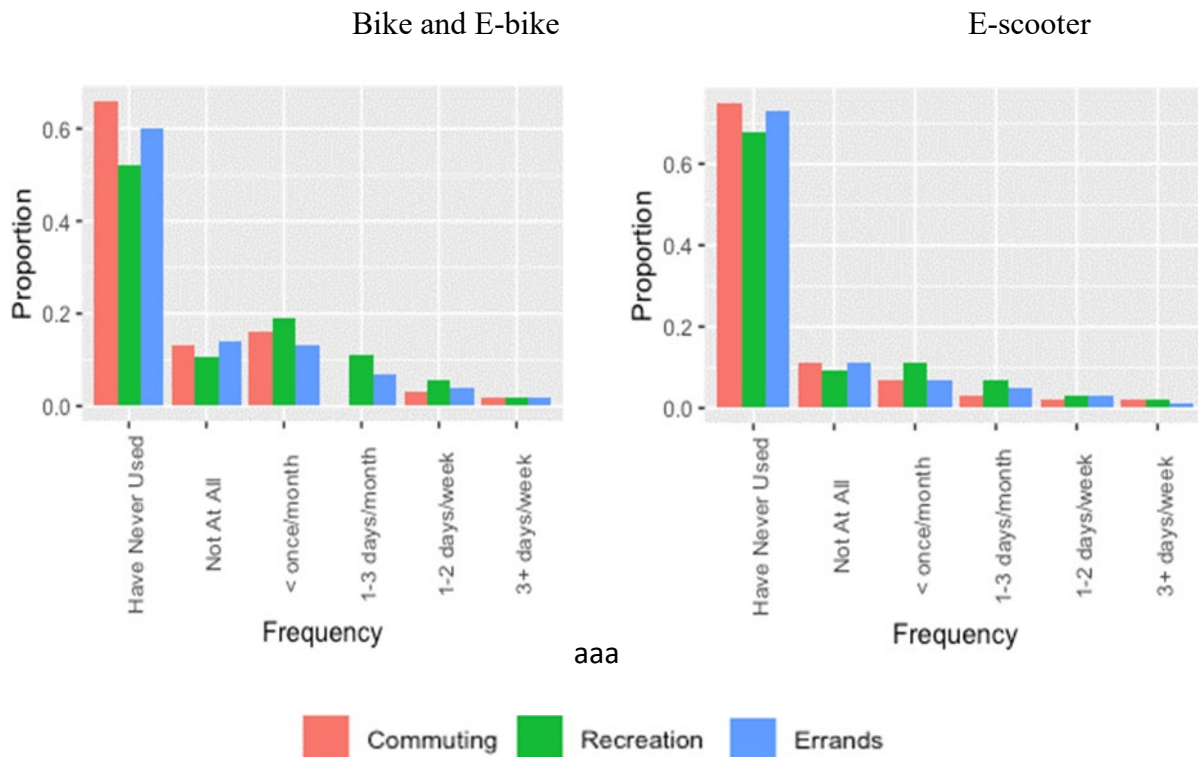 Bike and E-bike
E-scooter
Proportion
0.6
0.4
0.2
0.0
Have Never Used
Not At All
< once/month
1-3 days/month
1-2 days/week
3+ days/week
Frequency
Proportion
0.6
0.4
0.2
0.0
Have Never Used
Not At All
< once/month
1-3 days/month
1-2 days/week
3+ days/week
Frequency
aaa
Commuting
Recreation
Errands